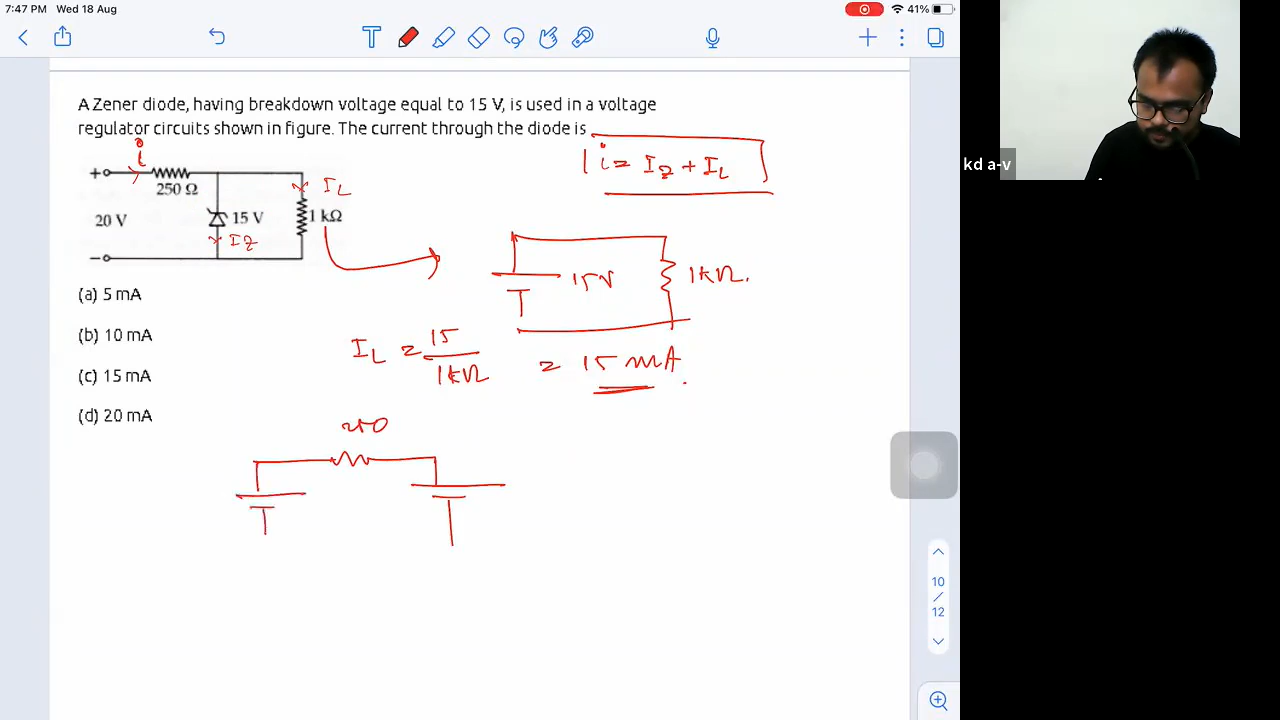 7:47 PM Wed 18 Aug
41%
A Zener diode, having breakdown voltage equal to 15 V, is used in a voltage
regulator circuits shown in figure. The current through the diode is
i
i = IZ + IL
+
250 Ω
IL
20 V
15 V
1 kΩ
IZ
−
15V
1kΩ.
(a) 5 mA
(b) 10 mA
(c) 15 mA
(d) 20 mA
IL = 15/1kΩ = 15 mA.
250
kd a-v
10
/
12